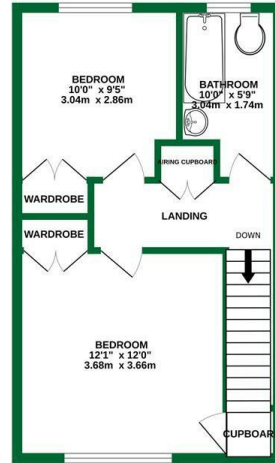 BEDROOM
10'0" x 9'5"
3.04m x 2.86m
BATHROOM
10'0" x 5'9"
3.04m x 1.74m
AIRING CUPBOARD
WARDROBE
LANDING
WARDROBE
DOWN
BEDROOM
12'1" x 12'0"
3.68m x 3.66m
CUPBOARD